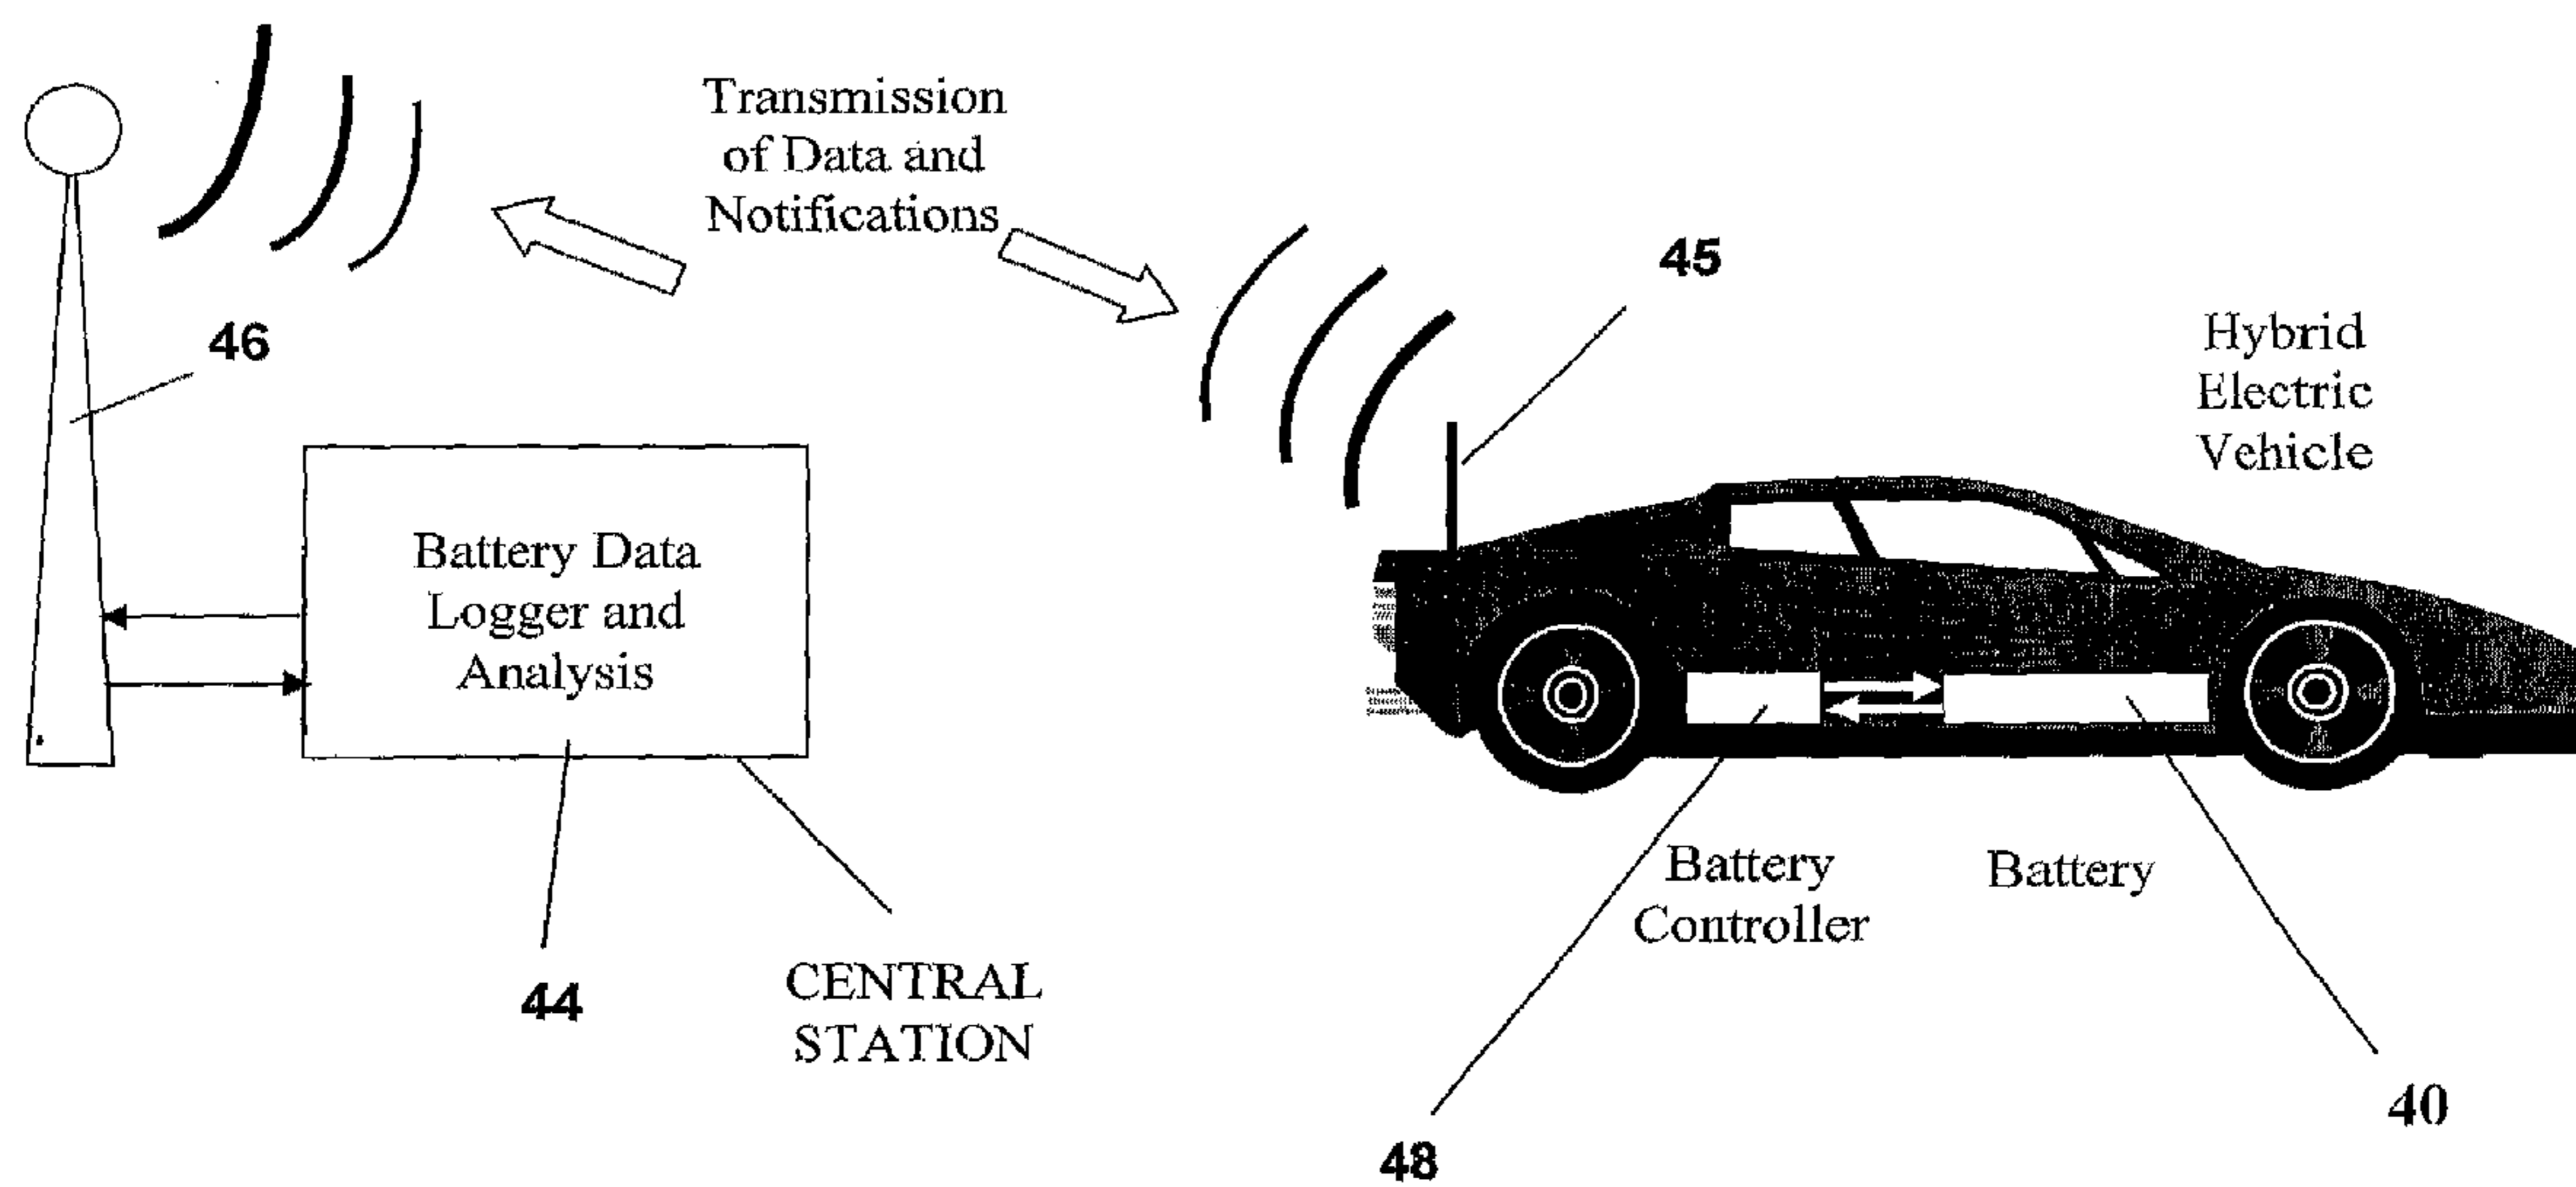 Transmission
of Data and
Notifications
45
46
Hybrid
Electric
Vehicle
Battery Data
Logger and
Analysis
Battery
Controller
Battery
44
CENTRAL
STATION
40
48